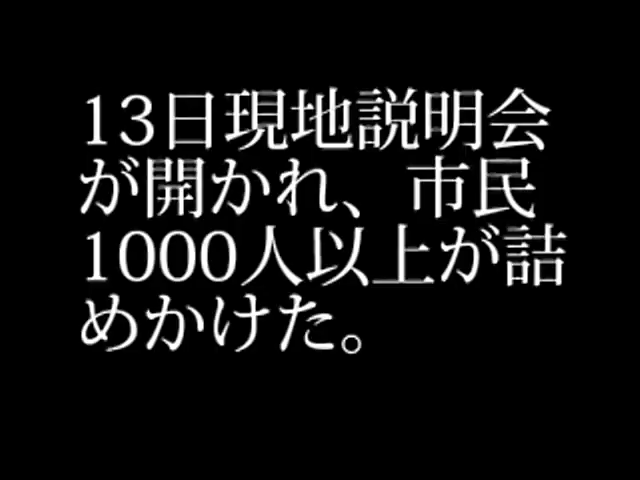 13日現地説明会
が開かれ、市民
1000人以上が詰
めかけた。